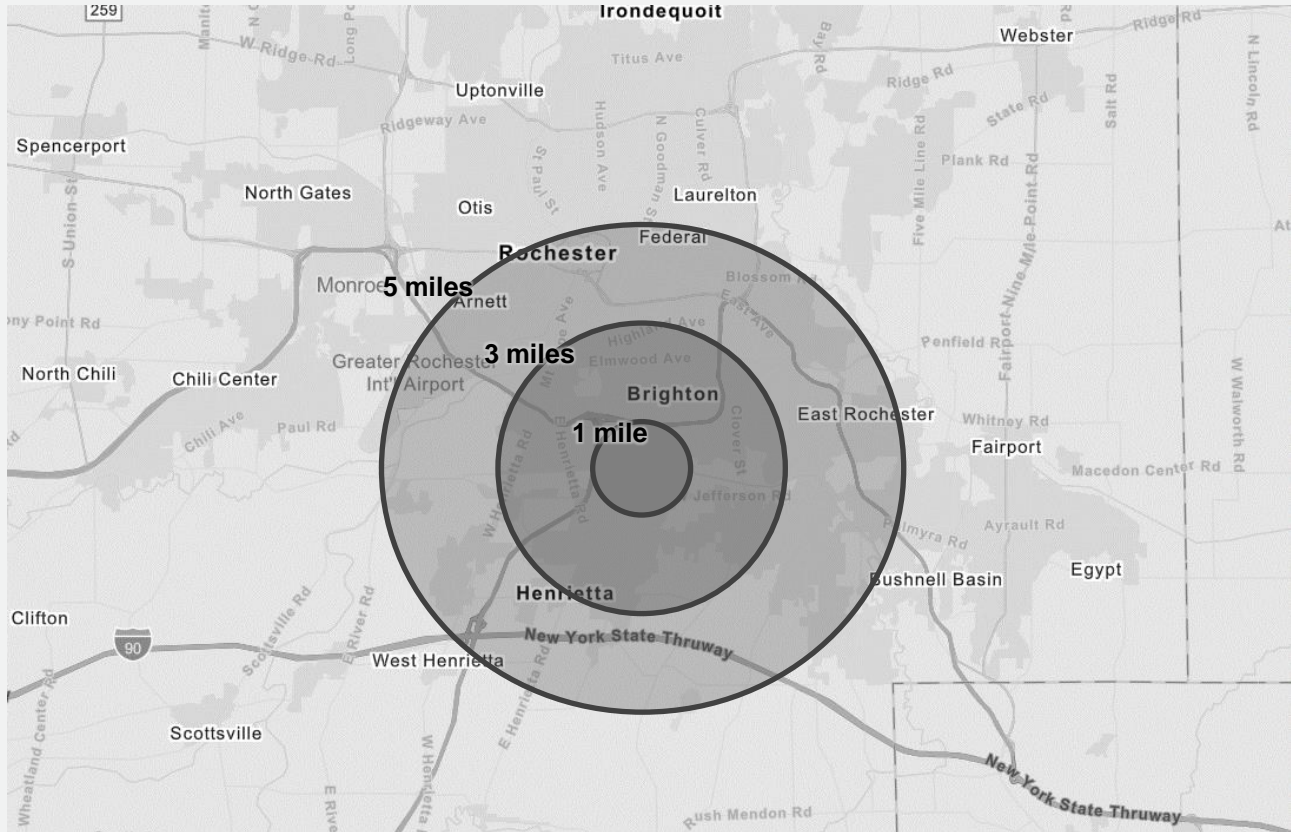 259
Irondequoit
Webster
Ridge Rd
W Ridge Rd
Titus Ave
Bay Rd
Ridge Rd
N Lincoln Rd
Uptonville
State Rd
Salt Rd
Ridgeway Ave
Hudson Ave
N Goodman St
Culver Rd
Five Mile Line Rd
Spencerport
Plank Rd
St Paul St
North Gates
Laurelton
Otis
S Union St
Federal
Rochester
Fairport Nine Mile Point Rd
Monroe
5 miles
Arnett
Blossom Rd
East Ave
Highland Ave
Penfield Rd
3 miles
Elmwood Ave
Greater Rochester
Int'l Airport
North Chili
Chili Center
Brighton
W Walworth Rd
East Rochester
Chili Ave
Paul Rd
1 mile
Clover St
Whitney Rd
Fairport
W Henrietta Rd
E Henrietta Rd
Macedon Center Rd
Jefferson Rd
Palmyra Rd
Ayrault Rd
Egypt
Bushnell Basin
Henrietta
Clifton
90
Scottsville Rd
E River Rd
New York State Thruway
West Henrietta
E Henrietta Rd
Wheatland Center Rd
Scottsville
W Henrietta
New York State Thruway
Rush Mendon Rd